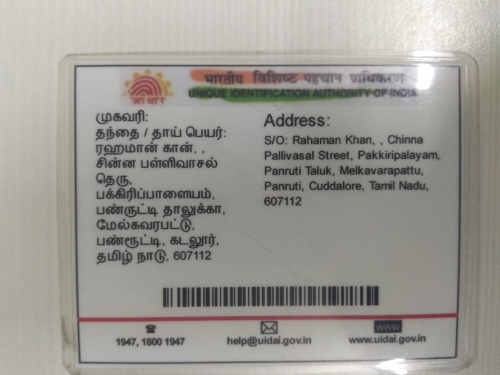 भारतीय विशिष्ट पहचान प्राधिकरण
UNIQUE IDENTIFICATION AUTHORITY OF INDIA
आधार
முகவரி:
தந்தை / தாய் பெயர்:
ரஹமான் கான், ,
சின்ன பள்ளிவாசல்
தெரு,
பக்கிரிப்பாளையம்,
பண்ருட்டி தாலுக்கா,
மேல்கவரபட்டு,
பண்ரூட்டி, கடலூர்,
தமிழ் நாடு, 607112
Address:
S/O: Rahaman Khan, , Chinna
Pallivasal Street, Pakkiripalayam,
Panruti Taluk, Melkavarapattu,
Panruti, Cuddalore, Tamil Nadu,
607112
1947, 1800 1947
help@uidai.gov.in
WWW
www.uidai.gov.in